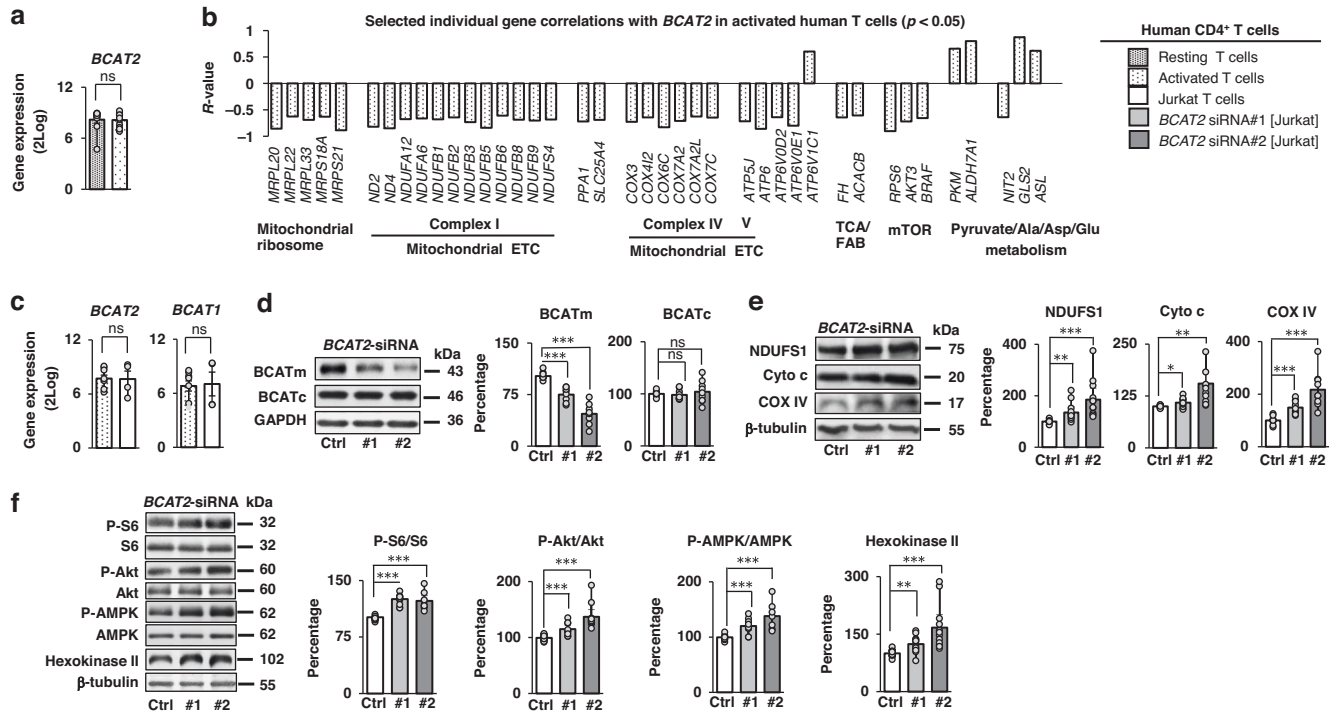 a
BCAT2
ns
Gene expression
(2Log)
12
6
0
b
Selected individual gene correlations with BCAT2 in activated human T cells (p < 0.05)
R-value
1
0.5
0
−0.5
−1
MRPL20
MRPL22
MRPL33
MRPS18A
MRPS21
ND2
ND4
NDUFA12
NDUFA6
NDUFB1
NDUFB2
NDUFB3
NDUFB5
NDUFB6
NDUFB8
NDUFB9
NDUFS4
PPA1
SLC25A4
COX3
COX4I2
COX6C
COX7A2
COX7A2L
COX7C
ATP5J
ATP6
ATP6V0D2
ATP6V0E1
ATP6V1C1
FH
ACACB
RPS6
AKT3
BRAF
PKM
ALDH7A1
NIT2
GLS2
ASL
Mitochondrial
ribosome
Complex I
Mitochondrial ETC
Complex IV V
Mitochondrial ETC
TCA/
FAB
mTOR
Pyruvate/Ala/Asp/Glu
metabolism
Human CD4+ T cells
Resting T cells
Activated T cells
Jurkat T cells
BCAT2 siRNA#1 [Jurkat]
BCAT2 siRNA#2 [Jurkat]
c
BCAT2
ns
Gene expression
(2Log)
12
6
0
BCAT1
ns
12
6
0
d
BCAT2-siRNA
kDa
BCATm 43
BCATc 46
GAPDH 36
Ctrl #1 #2
BCATm
***
***
Percentage
150
75
0
Ctrl #1 #2
BCATc
ns
ns
200
100
0
Ctrl #1 #2
e
BCAT2-siRNA kDa
NDUFS1 75
Cyto c 20
COX IV 17
β-tubulin 55
Ctrl #1 #2
NDUFS1
***
**
Percentage
400
200
100
0
Ctrl #1 #2
Cyto c
**
*
250
125
0
Ctrl #1 #2
COX IV
***
***
400
200
0
Ctrl #1 #2
f
BCAT2-siRNA kDa
P-S6 32
S6 32
P-Akt 60
Akt 60
P-AMPK 62
AMPK 62
Hexokinase II 102
β-tubulin 55
Ctrl #1 #2
P-S6/S6
***
***
Percentage
150
75
0
Ctrl #1 #2
P-Akt/Akt
***
***
Percentage
200
100
0
Ctrl #1 #2
P-AMPK/AMPK
***
***
Percentage
200
100
0
Ctrl #1 #2
Hexokinase II
***
**
Percentage
300
150
0
Ctrl #1 #2